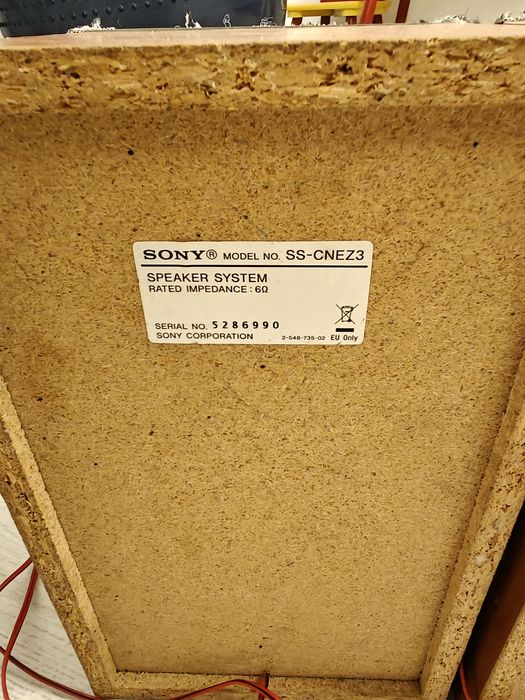 SONY® MODEL NO. SS-CNEZ3
SPEAKER SYSTEM
RATED IMPEDANCE : 6Ω
SERIAL NO. 5286990
SONY CORPORATION 2-548-735-02 EU Only